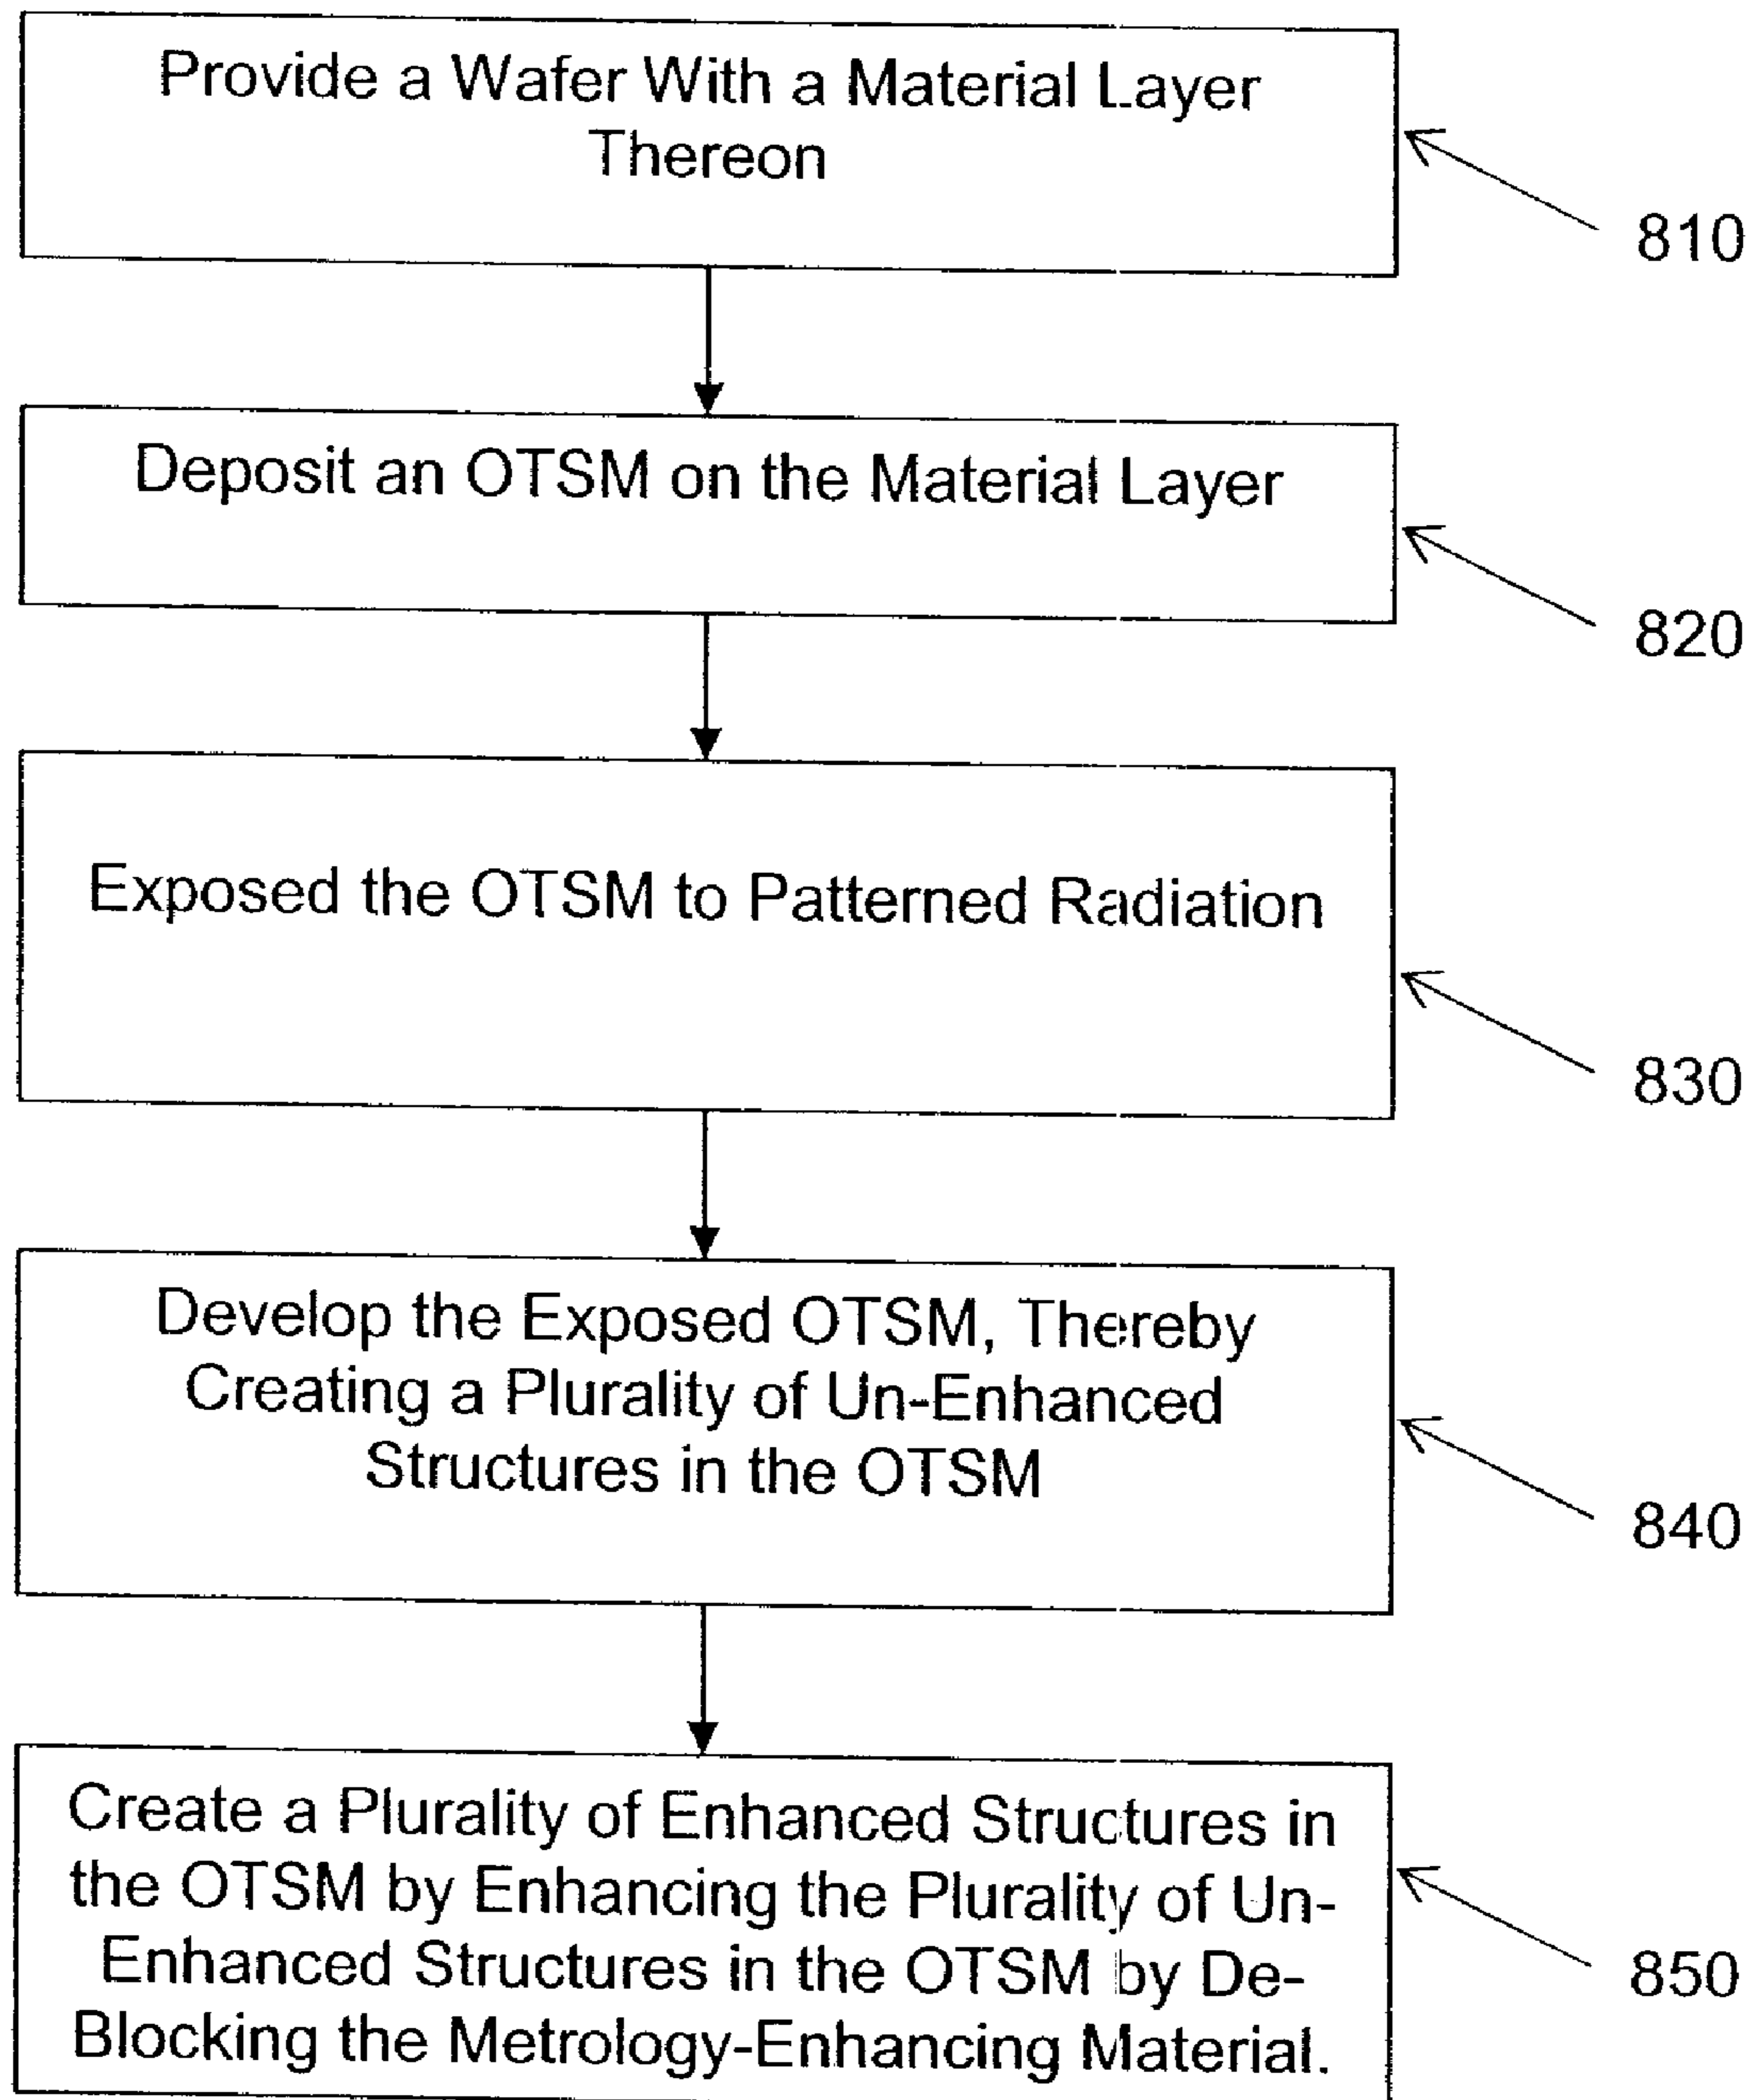 Provide a Wafer With a Material Layer
Thereon
810
Deposit an OTSM on the Material Layer
820
Exposed the OTSM to Patterned Radiation
830
Develop the Exposed OTSM, Thereby
Creating a Plurality of Un-Enhanced
Structures in the OTSM
840
Create a Plurality of Enhanced Structures in
the OTSM by Enhancing the Plurality of Un-
Enhanced Structures in the OTSM by De-
Blocking the Metrology-Enhancing Material.
850